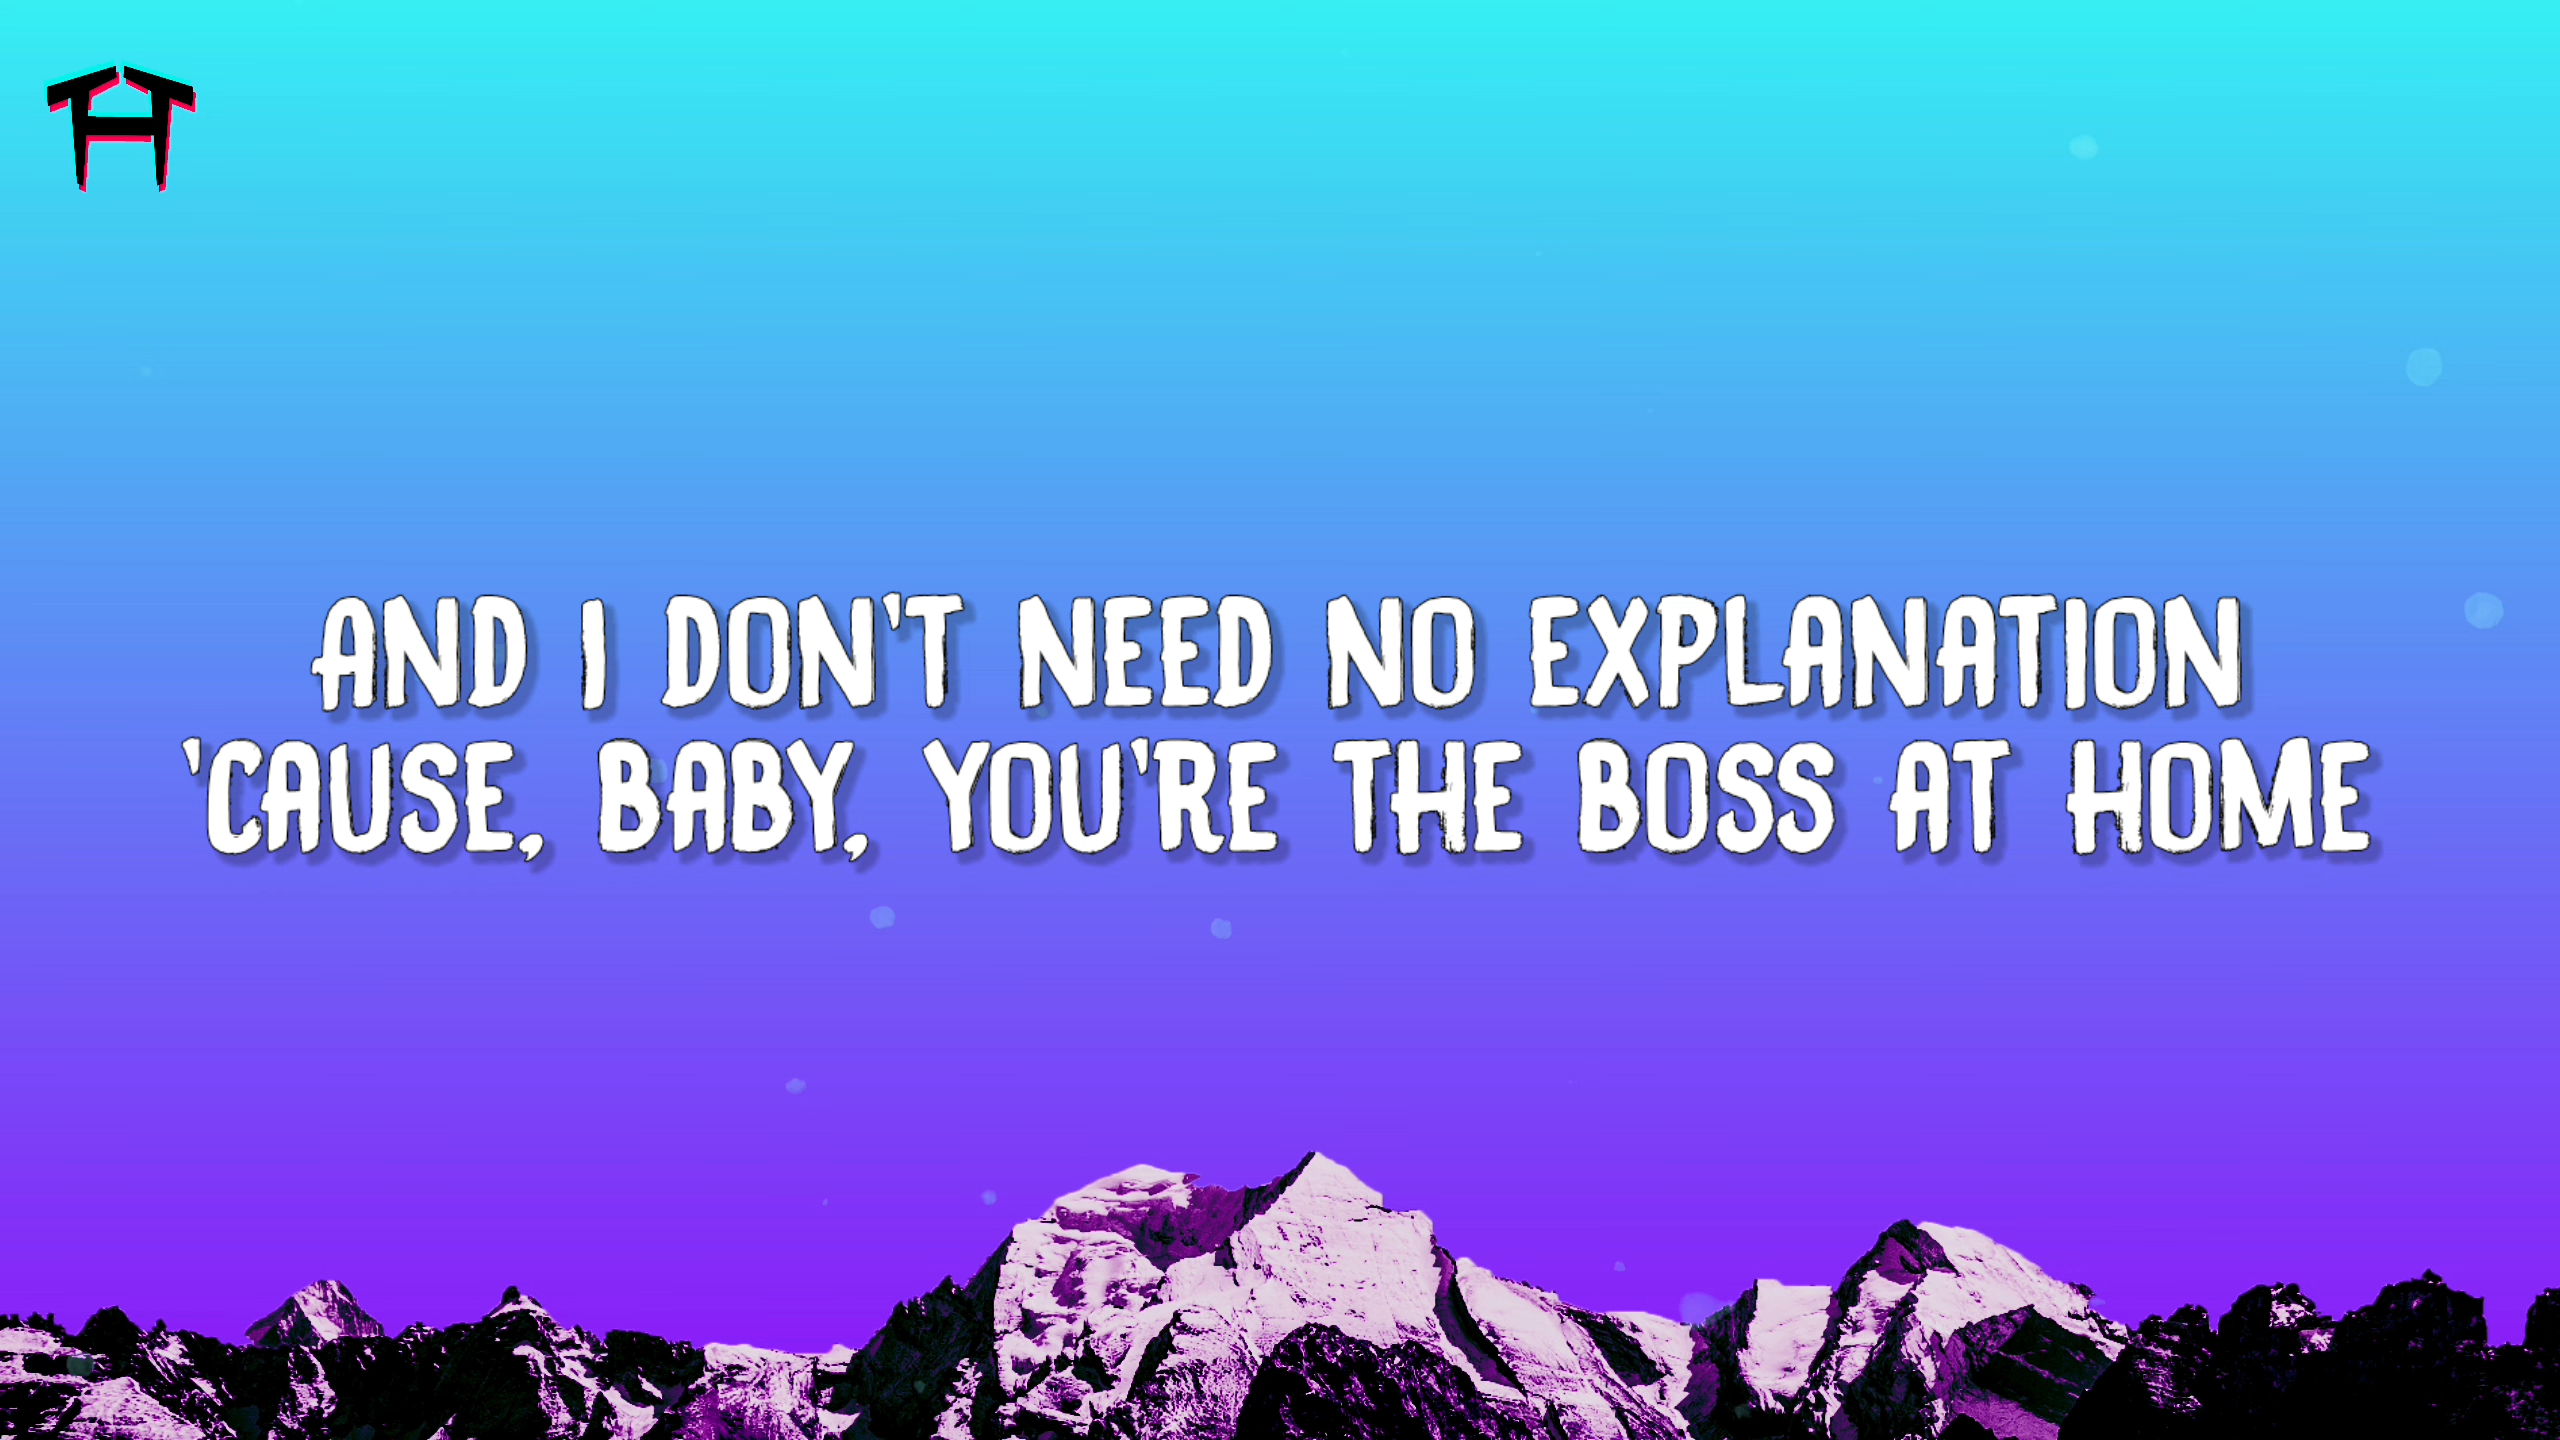 AND I DON'T NEED NO EXPLANATION
'CAUSE, BABY, YOU'RE THE BOSS AT HOME